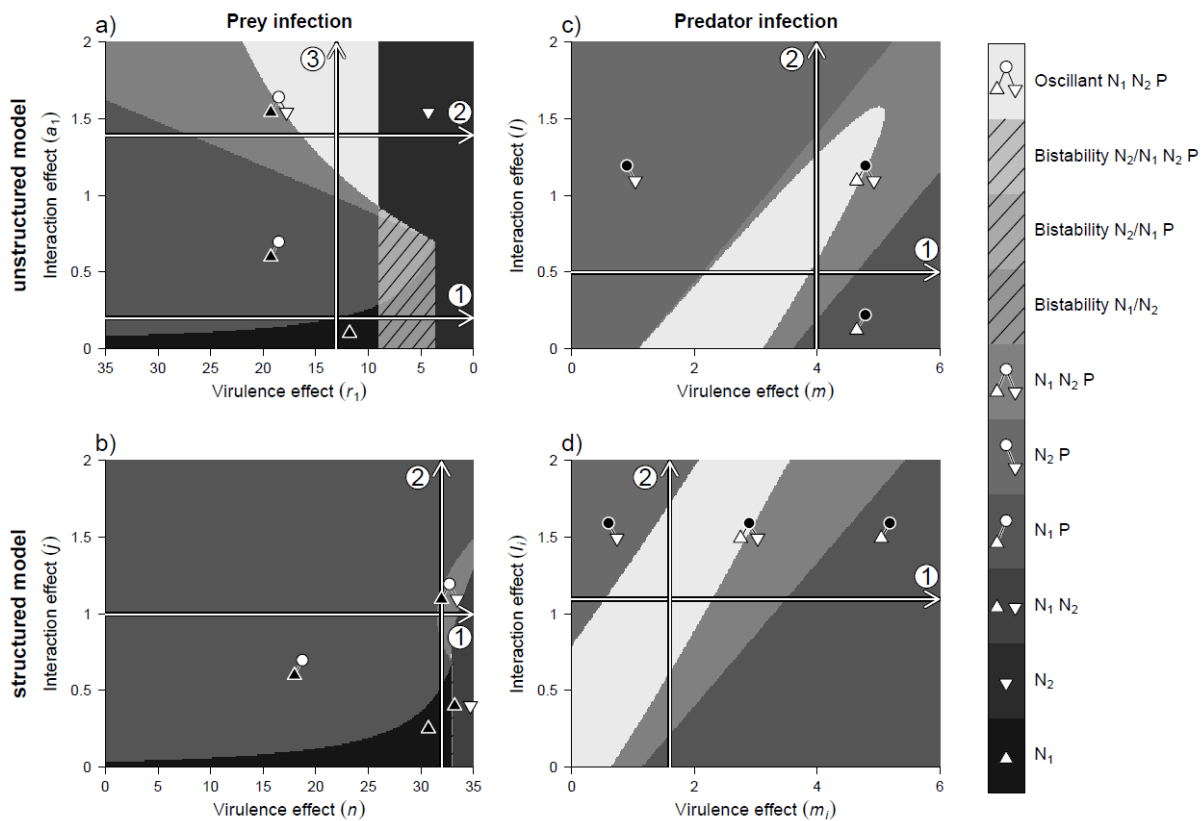 Prey infection
Predator infection
unstructured model
structured model
a)
2
1.5
1
0.5
0
Interaction effect (a1)
35 30 25 20 15 10 5 0
Virulence effect (r1)
3
2
1
c)
2
1.5
1
0.5
0
Interaction effect (l)
0 2 4 6
Virulence effect (m)
2
1
b)
2
1.5
1
0.5
0
Interaction effect (j)
0 5 10 15 20 25 30 35
Virulence effect (n)
2
1
d)
2
1.5
1
0.5
0
Interaction effect (li)
0 2 4 6
Virulence effect (mi)
2
1
Oscillant N1 N2 P
Bistability N2/N1 N2 P
Bistability N2/N1 P
Bistability N1/N2
N1 N2 P
N2 P
N1 P
N1 N2
N2
N1